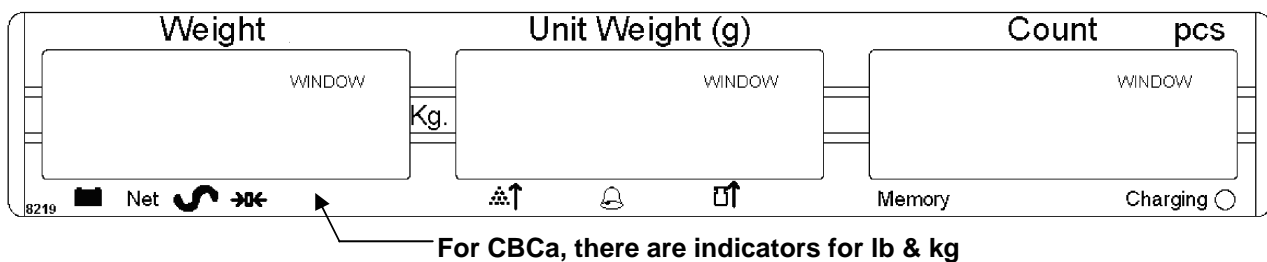 Weight Unit Weight (g) Count pcs
WINDOW WINDOW WINDOW
Kg.
Net Memory Charging
8219
For CBCa, there are indicators for lb & kg